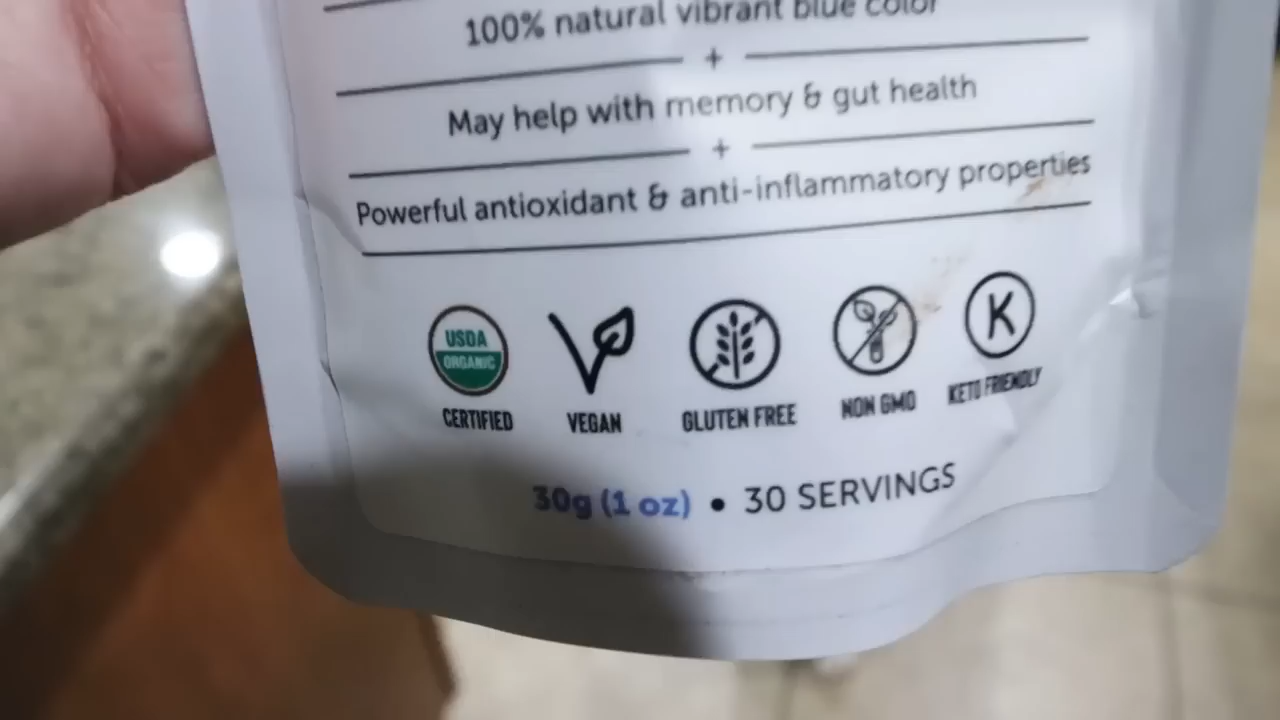 100% natural vibrant blue color
+
May help with memory & gut health
+
Powerful antioxidant & anti-inflammatory properties
USDA
ORGANIC
K
CERTIFIED
VEGAN
GLUTEN FREE
NON GMO
KETO FRIENDLY
30g (1 oz) • 30 SERVINGS